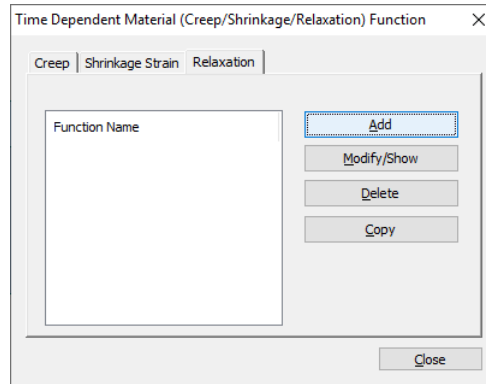 Time Dependent Material (Creep/Shrinkage/Relaxation) Function
Creep Shrinkage Strain Relaxation
Function Name
Add
Modify/Show
Delete
Copy
Close